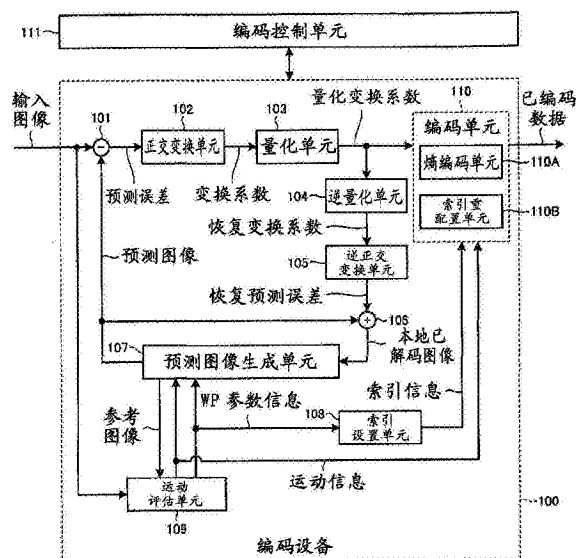 111
编码控制单元
输入
图像
101
102
正交变换单元
103
量化单元
量化变换系数
110
编码单元
熵编码单元
110A
索引重
配置单元
110B
已编码
数据
预测误差
变换系数
104
逆量化单元
恢复变换系数
105
逆正交
变换单元
恢复预测误差
106
预测图像
本地已
解码图像
107
预测图像生成单元
参考
图像
WP 参数信息
108
索引
设置单元
索引信息
运动信息
运动
评估单元
109
100
编码设备